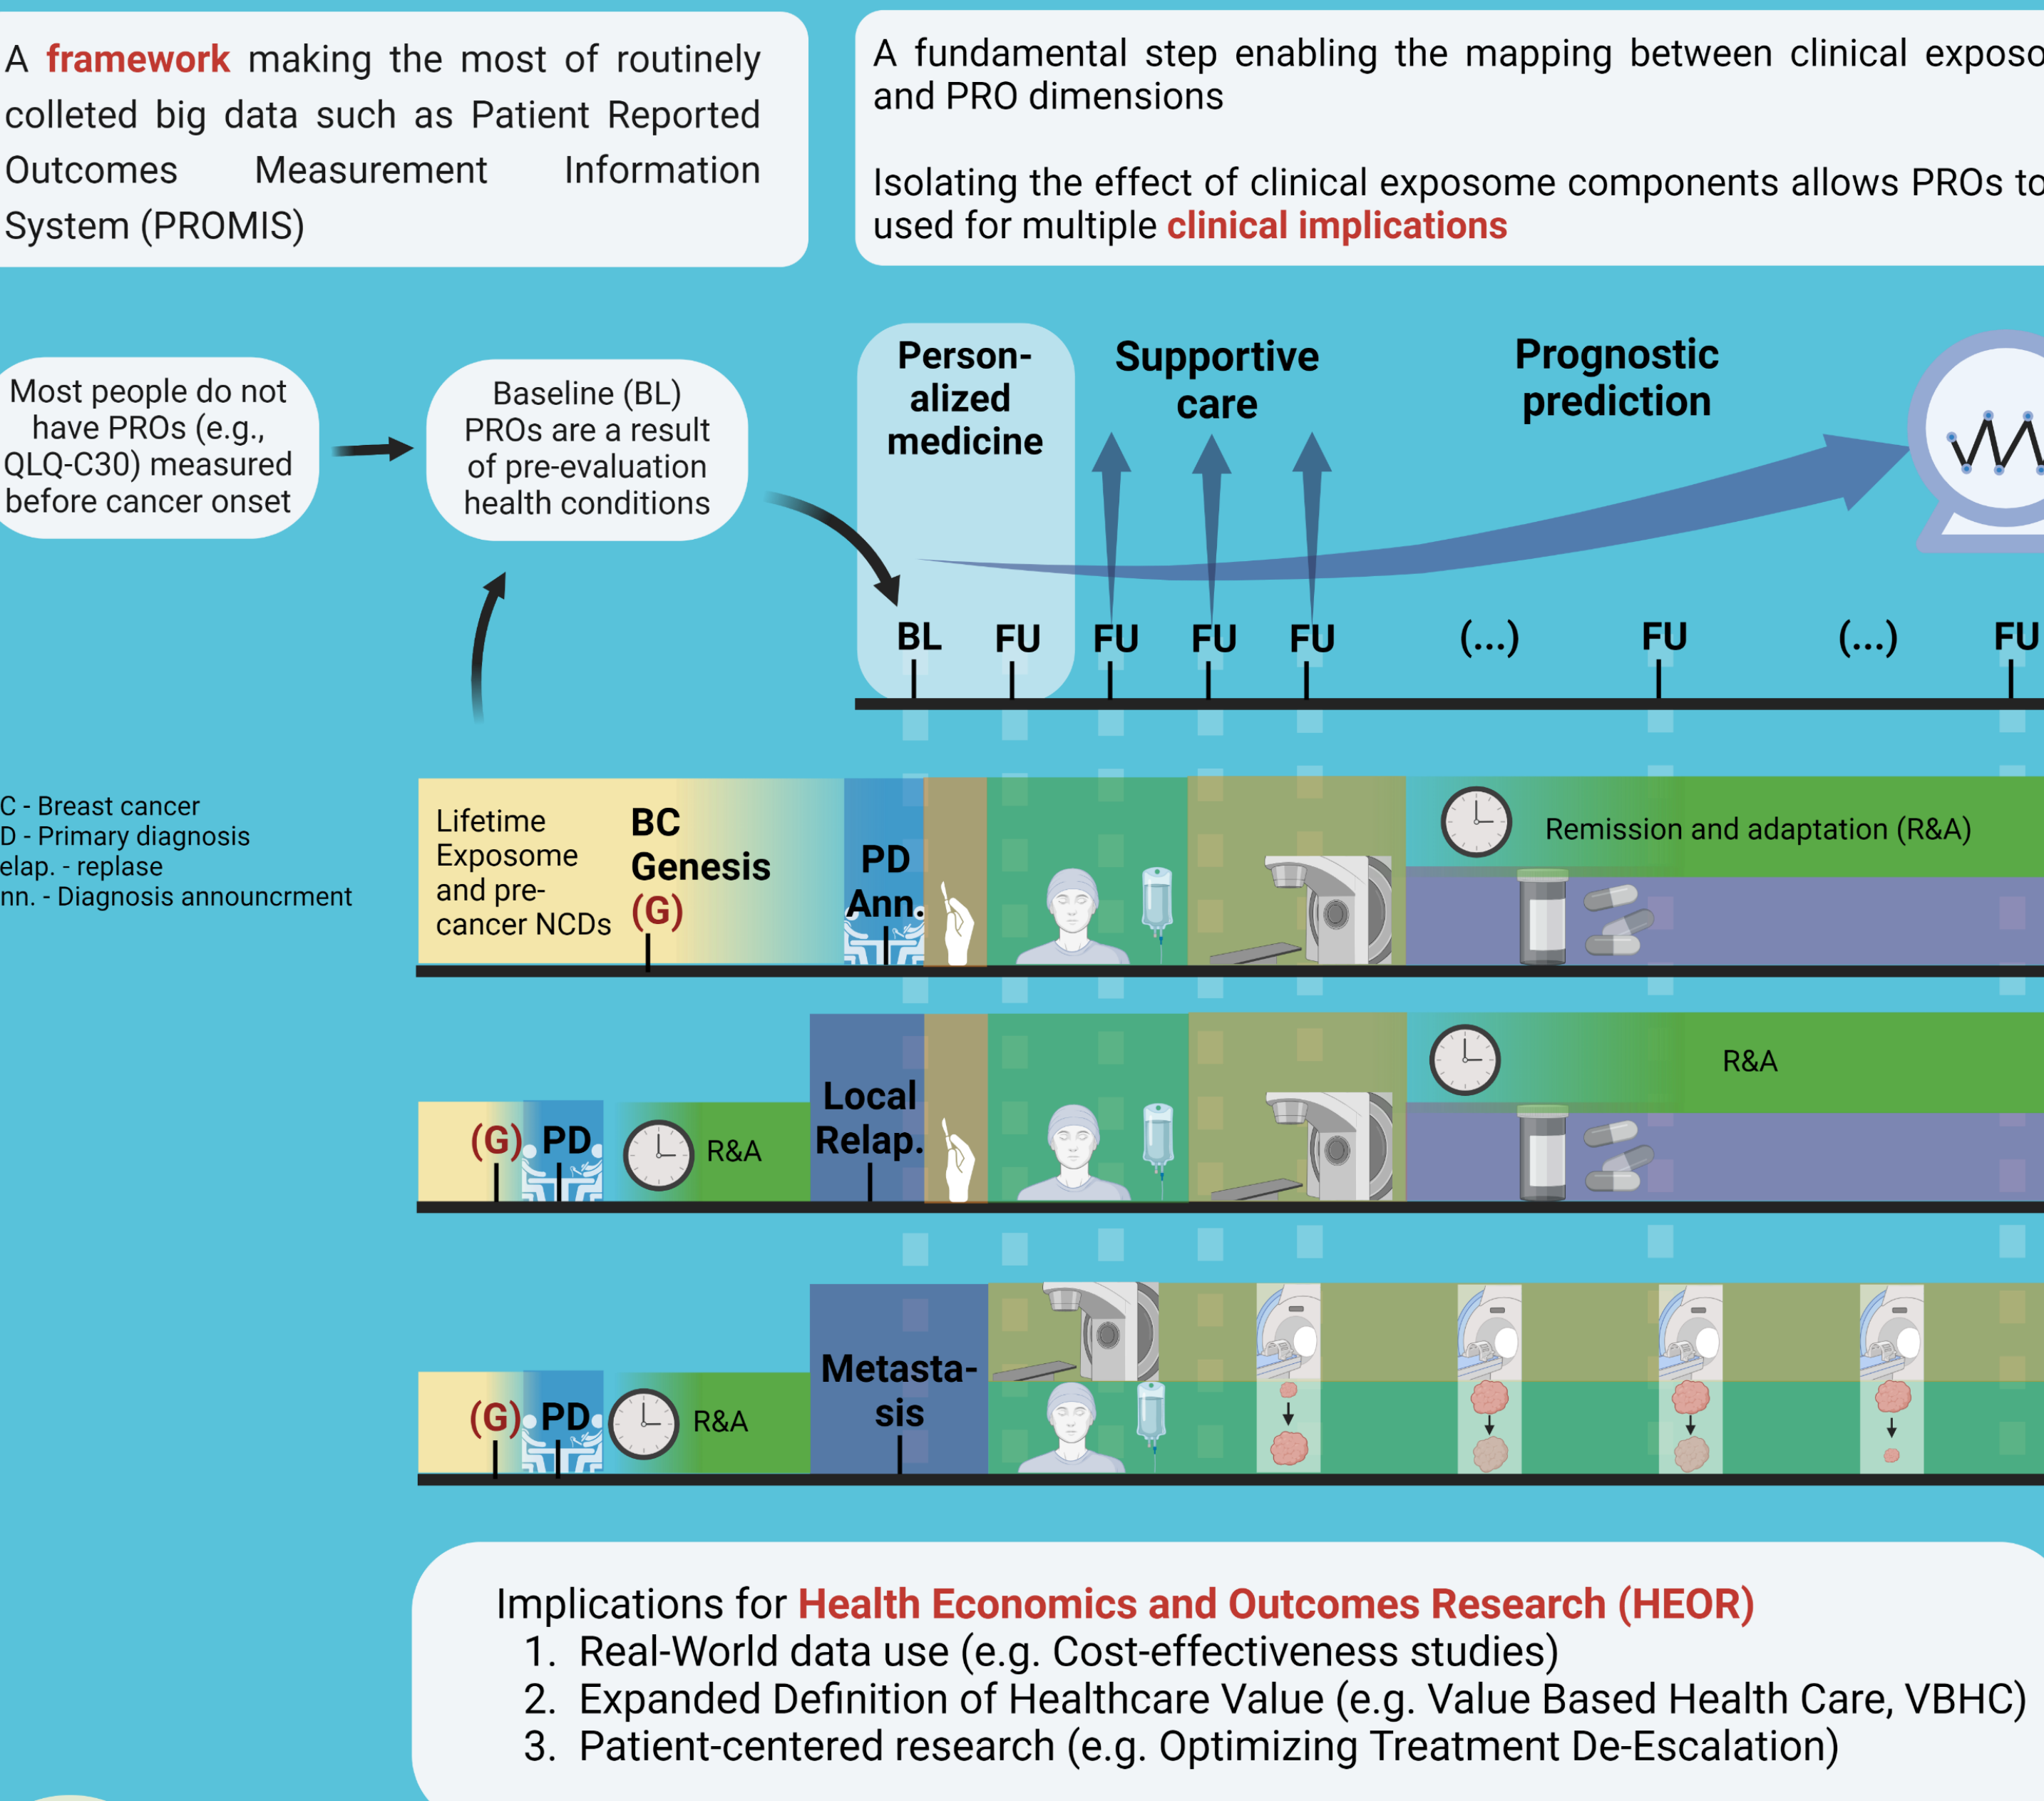 A framework making the most of routinely
colleted big data such as Patient Reported
Outcomes Measurement Information
System (PROMIS)
A fundamental step enabling the mapping between clinical exposo
and PRO dimensions
Isolating the effect of clinical exposome components allows PROs to
used for multiple clinical implications
Most people do not
have PROs (e.g.,
QLQ-C30) measured
before cancer onset
Baseline (BL)
PROs are a result
of pre-evaluation
health conditions
Person-
alized
medicine
Supportive
care
Prognostic
prediction
BL FU FU FU FU (...) FU (...) FU
C - Breast cancer
D - Primary diagnosis
elap. - replase
nn. - Diagnosis announcrment
Lifetime
Exposome
and pre-
cancer NCDs
BC
Genesis
(G)
PD
Ann.
Remission and adaptation (R&A)
(G) PD R&A
Local
Relap.
R&A
(G) PD R&A
Metasta-
sis
Implications for Health Economics and Outcomes Research (HEOR)
1. Real-World data use (e.g. Cost-effectiveness studies)
2. Expanded Definition of Healthcare Value (e.g. Value Based Health Care, VBHC)
3. Patient-centered research (e.g. Optimizing Treatment De-Escalation)